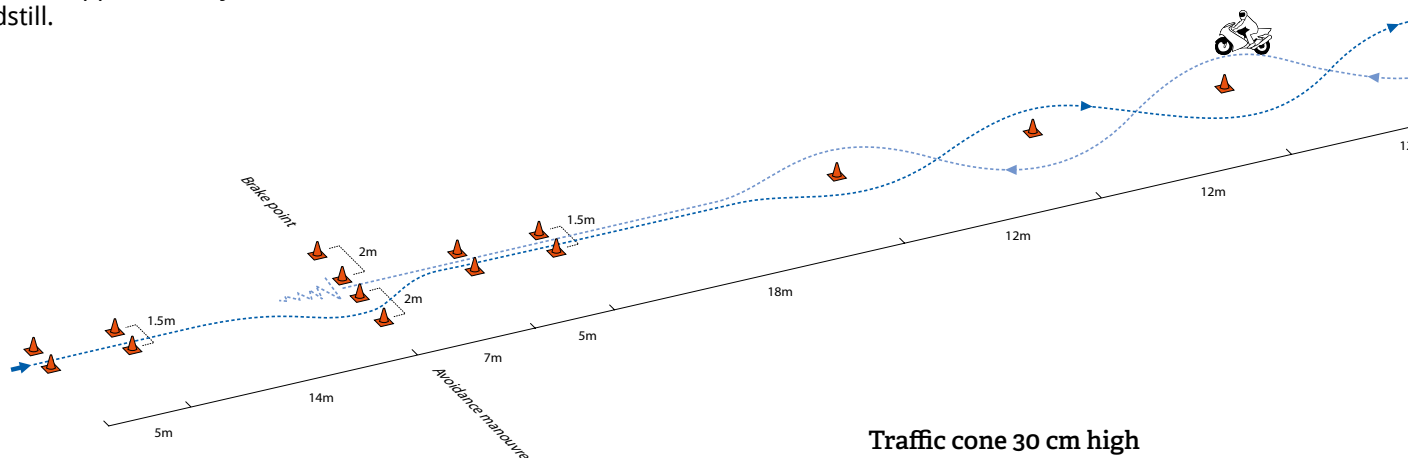 dstill.
Brake point
1.5m
2m
2m
1.5m
12m
12m
18m
5m
7m
14m
5m
Avoidance manouvre
Traffic cone 30 cm high